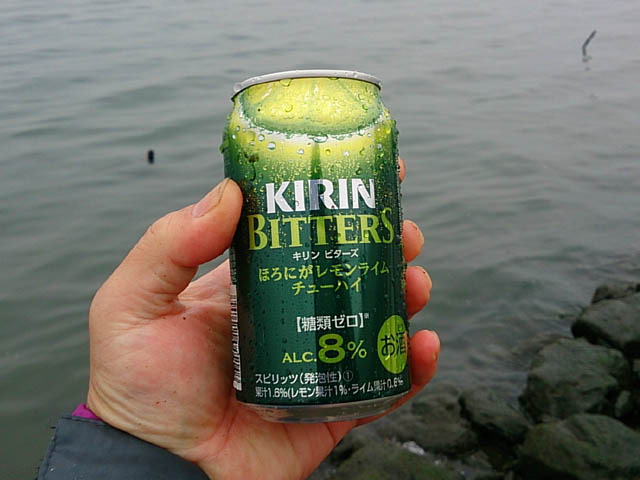 KIRIN
BITTERS
キリン ビターズ
ほろにがレモンライム
チューハイ
【糖類ゼロ】※
ALC.8%
お酒
スピリッツ(発泡性)①
果汁1.6%(レモン果汁1%・ライム果汁0.6%)